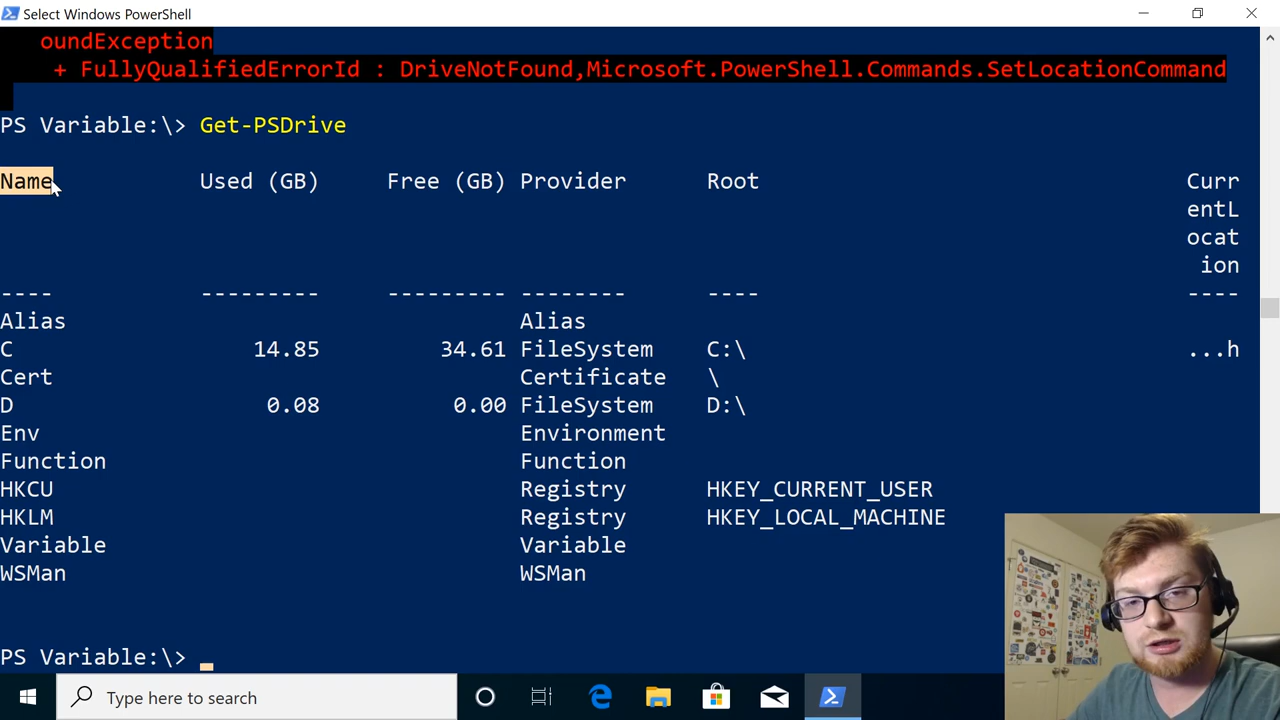 Select Windows PowerShell
oundException
+ FullyQualifiedErrorId : DriveNotFound,Microsoft.PowerShell.Commands.SetLocationCommand
PS Variable:\> Get-PSDrive
Name Used (GB) Free (GB) Provider Root Curr
entL
ocat
ion
---- --------- --------- -------- ---- ----
Alias Alias
C 14.85 34.61 FileSystem C:\ ...h
Cert Certificate \
D 0.08 0.00 FileSystem D:\
Env Environment
Function Function
HKCU Registry HKEY_CURRENT_USER
HKLM Registry HKEY_LOCAL_MACHINE
Variable Variable
WSMan WSMan
PS Variable:\>
Type here to search